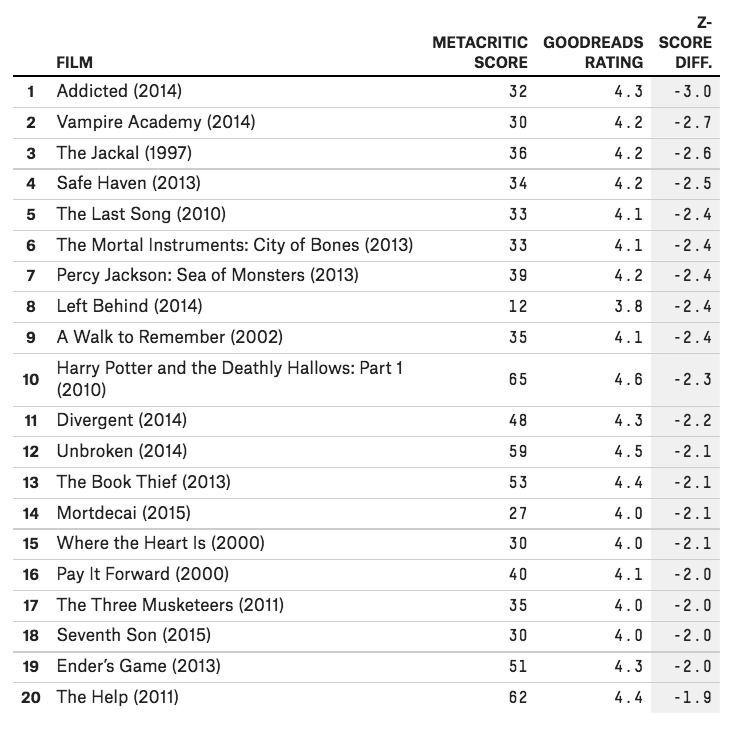 Z-
METACRITIC GOODREADS SCORE
FILM SCORE RATING DIFF.
1 Addicted (2014) 32 4.3 -3.0
2 Vampire Academy (2014) 30 4.2 -2.7
3 The Jackal (1997) 36 4.2 -2.6
4 Safe Haven (2013) 34 4.2 -2.5
5 The Last Song (2010) 33 4.1 -2.4
6 The Mortal Instruments: City of Bones (2013) 33 4.1 -2.4
7 Percy Jackson: Sea of Monsters (2013) 39 4.2 -2.4
8 Left Behind (2014) 12 3.8 -2.4
9 A Walk to Remember (2002) 35 4.1 -2.4
10 Harry Potter and the Deathly Hallows: Part 1
(2010) 65 4.6 -2.3
11 Divergent (2014) 48 4.3 -2.2
12 Unbroken (2014) 59 4.5 -2.1
13 The Book Thief (2013) 53 4.4 -2.1
14 Mortdecai (2015) 27 4.0 -2.1
15 Where the Heart Is (2000) 30 4.0 -2.1
16 Pay It Forward (2000) 40 4.1 -2.0
17 The Three Musketeers (2011) 35 4.0 -2.0
18 Seventh Son (2015) 30 4.0 -2.0
19 Ender’s Game (2013) 51 4.3 -2.0
20 The Help (2011) 62 4.4 -1.9